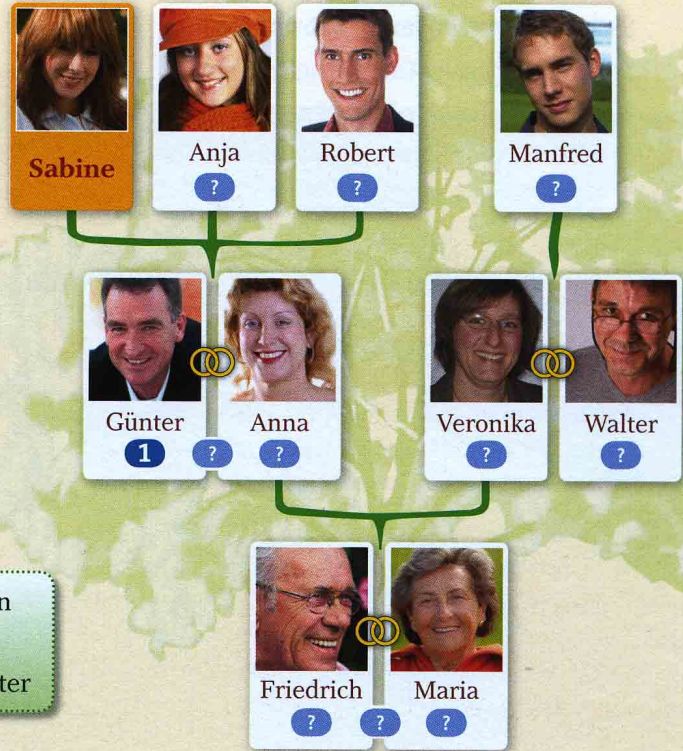 Sabine
Anja
Robert
Manfred
?
?
?
Günter
Anna
Veronika
Walter
1
?
?
?
?
n
ter
Friedrich
Maria
?
?
?